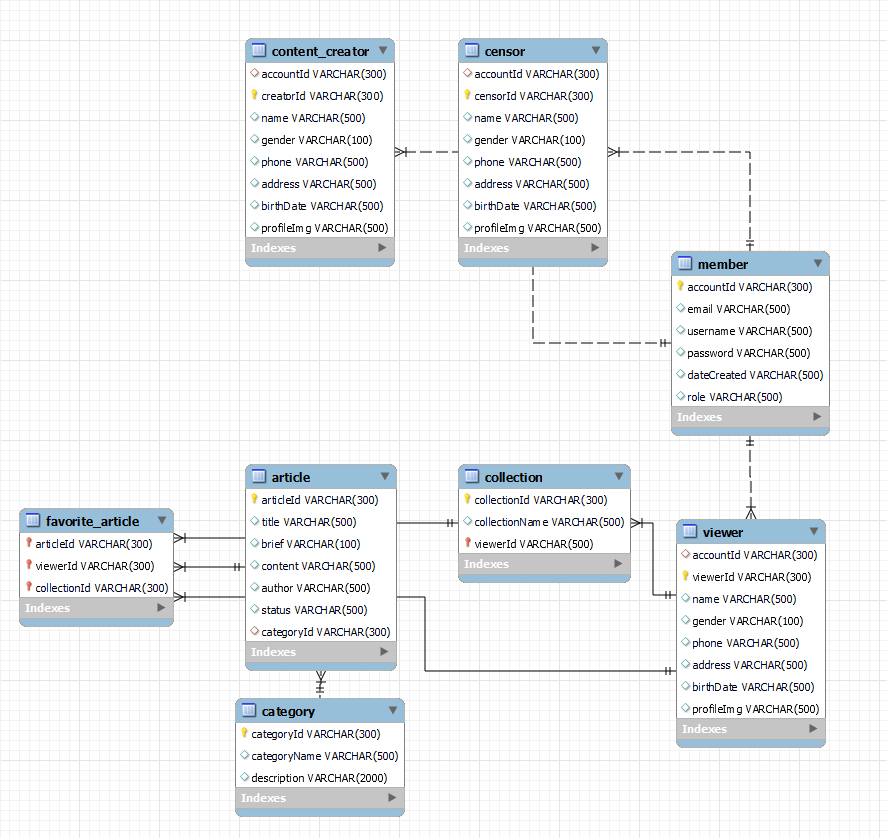 content_creator
accountId VARCHAR(300)
creatorId VARCHAR(300)
name VARCHAR(500)
gender VARCHAR(100)
phone VARCHAR(500)
address VARCHAR(500)
birthDate VARCHAR(500)
profileImg VARCHAR(500)
Indexes
censor
accountId VARCHAR(300)
censorId VARCHAR(300)
name VARCHAR(500)
gender VARCHAR(100)
phone VARCHAR(500)
address VARCHAR(500)
birthDate VARCHAR(500)
profileImg VARCHAR(500)
Indexes
member
accountId VARCHAR(300)
email VARCHAR(500)
username VARCHAR(500)
password VARCHAR(500)
dateCreated VARCHAR(500)
role VARCHAR(500)
Indexes
favorite_article
articleId VARCHAR(300)
viewerId VARCHAR(300)
collectionId VARCHAR(300)
Indexes
article
articleId VARCHAR(300)
title VARCHAR(500)
brief VARCHAR(100)
content VARCHAR(500)
author VARCHAR(500)
status VARCHAR(500)
categoryId VARCHAR(300)
Indexes
collection
collectionId VARCHAR(300)
collectionName VARCHAR(500)
viewerId VARCHAR(500)
Indexes
viewer
accountId VARCHAR(300)
viewerId VARCHAR(300)
name VARCHAR(500)
gender VARCHAR(100)
phone VARCHAR(500)
address VARCHAR(500)
birthDate VARCHAR(500)
profileImg VARCHAR(500)
Indexes
category
categoryId VARCHAR(300)
categoryName VARCHAR(500)
description VARCHAR(2000)
Indexes